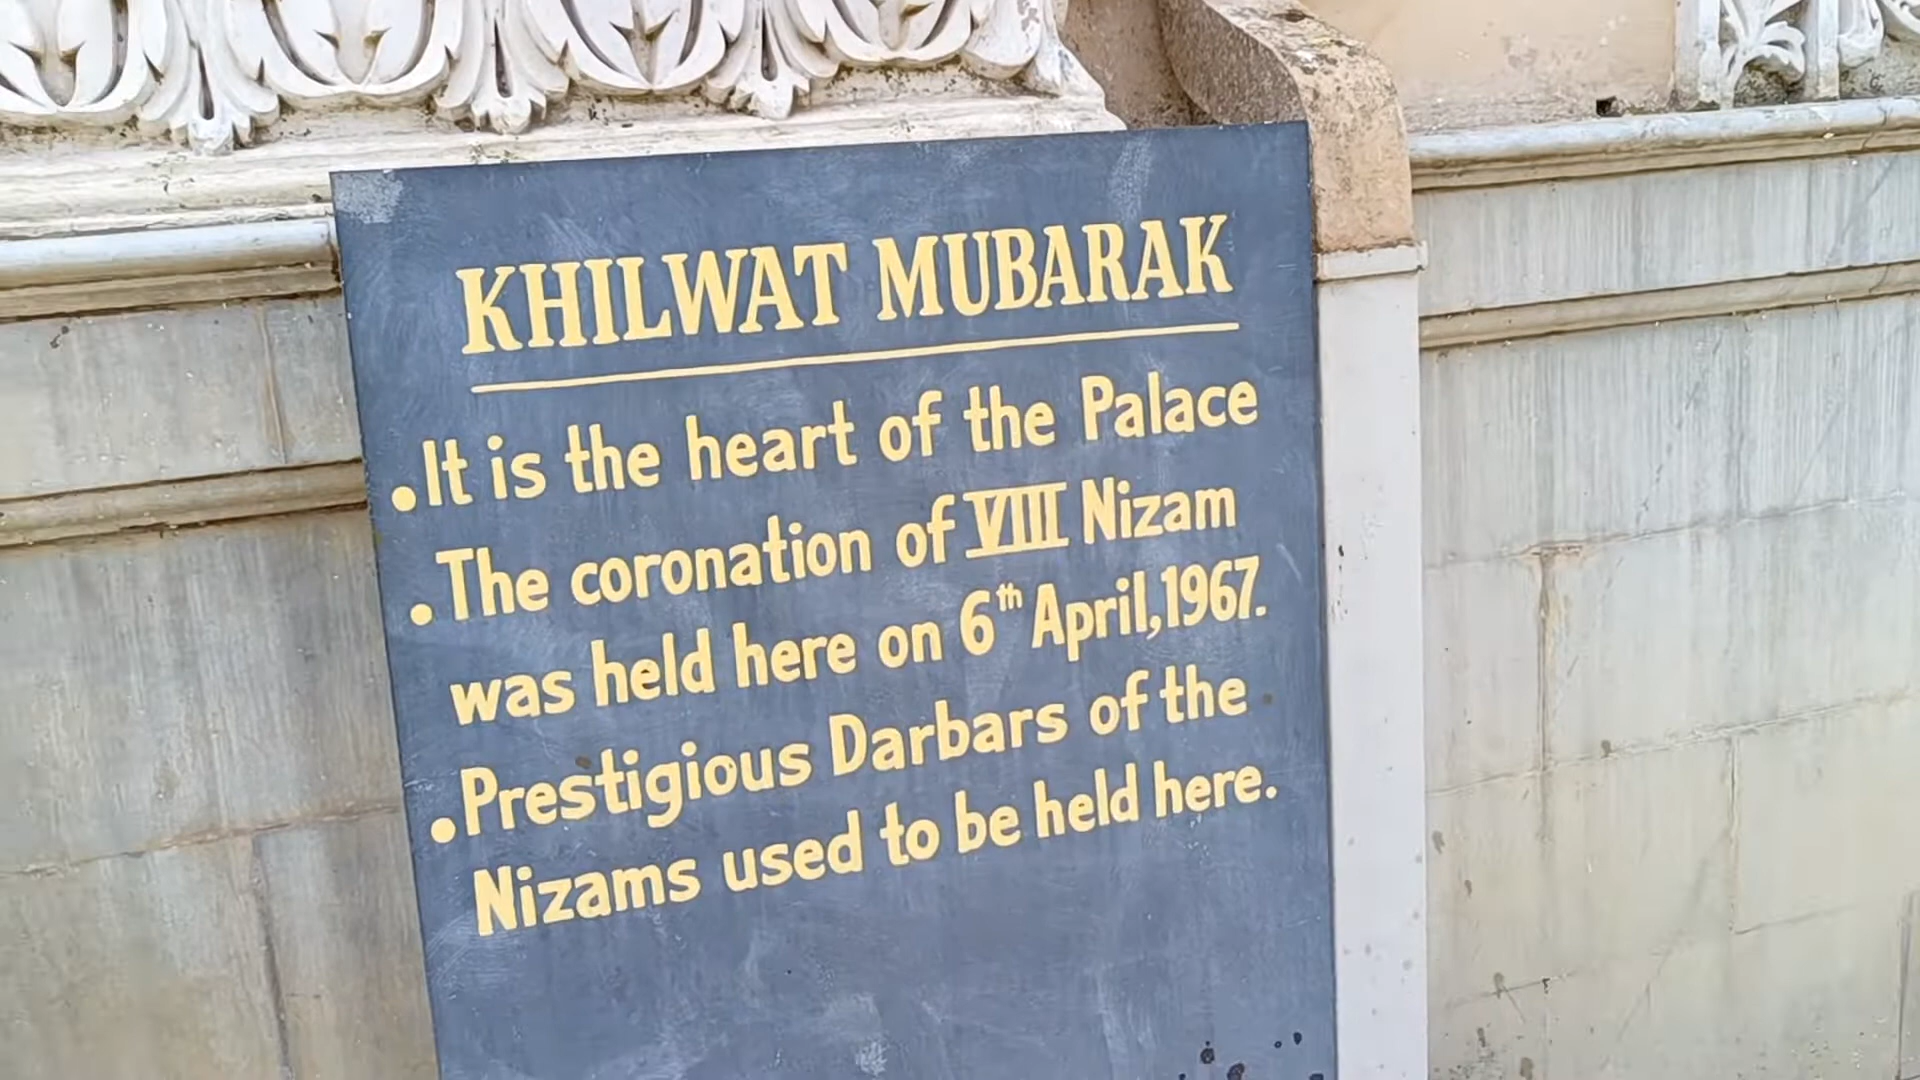 KHILWAT MUBARAK
•It is the heart of the Palace
•The coronation of VIII Nizam
was held here on 6th April,1967.
•Prestigious Darbars of the
Nizams used to be held here.